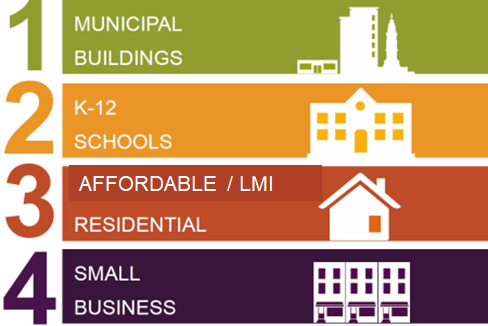 1
MUNICIPAL
BUILDINGS
2
K-12
SCHOOLS
3
AFFORDABLE / LMI
RESIDENTIAL
4
SMALL
BUSINESS